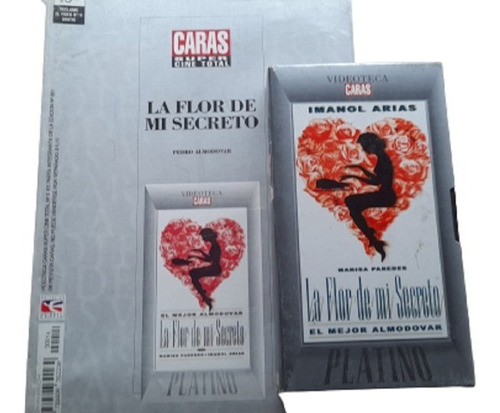 CARAS
SUPER
CINE TOTAL
LA FLOR DE
MI SECRETO
PEDRO ALMODOVAR
VIDEOTECA
CARAS
EL MEJOR ALMODOVAR
La Flor de mi Secreto
MARISA PAREDES - IMANOL ARIAS
PLATINO
VIDEOTECA
CARAS
IMANOL ARIAS
MARISA PAREDES
La Flor de mi Secreto
EL MEJOR ALMODOVAR
PLATINO